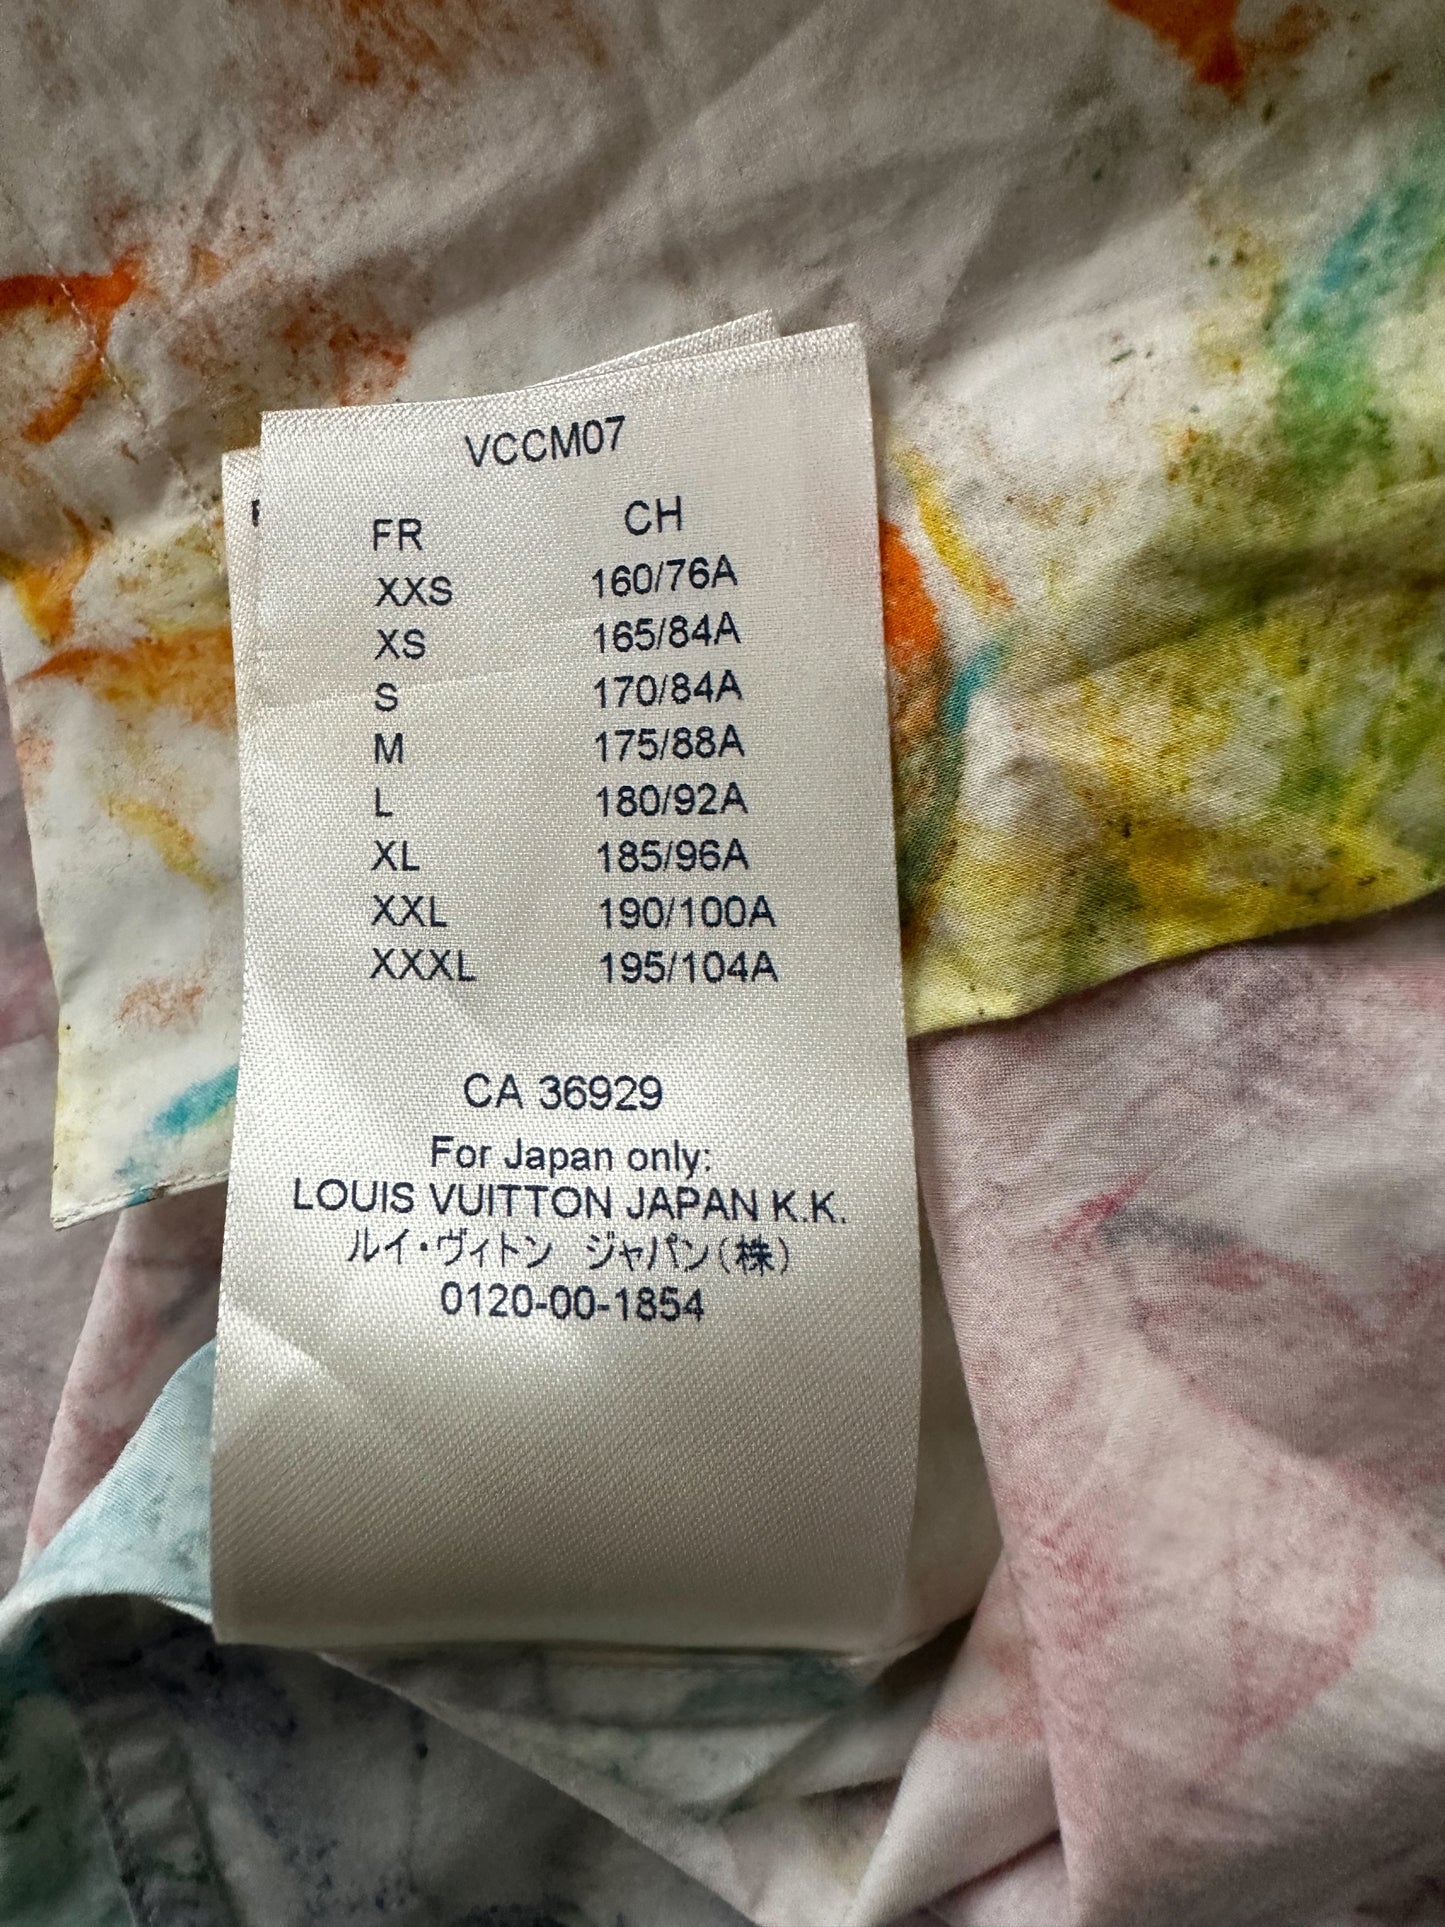 VCCM07
FR CH
XXS 160/76A
XS 165/84A
S 170/84A
M 175/88A
L 180/92A
XL 185/96A
XXL 190/100A
XXXL 195/104A
CA 36929
For Japan only:
LOUIS VUITTON JAPAN K.K.
ルイ・ヴィトン ジャパン(株)
0120-00-1854